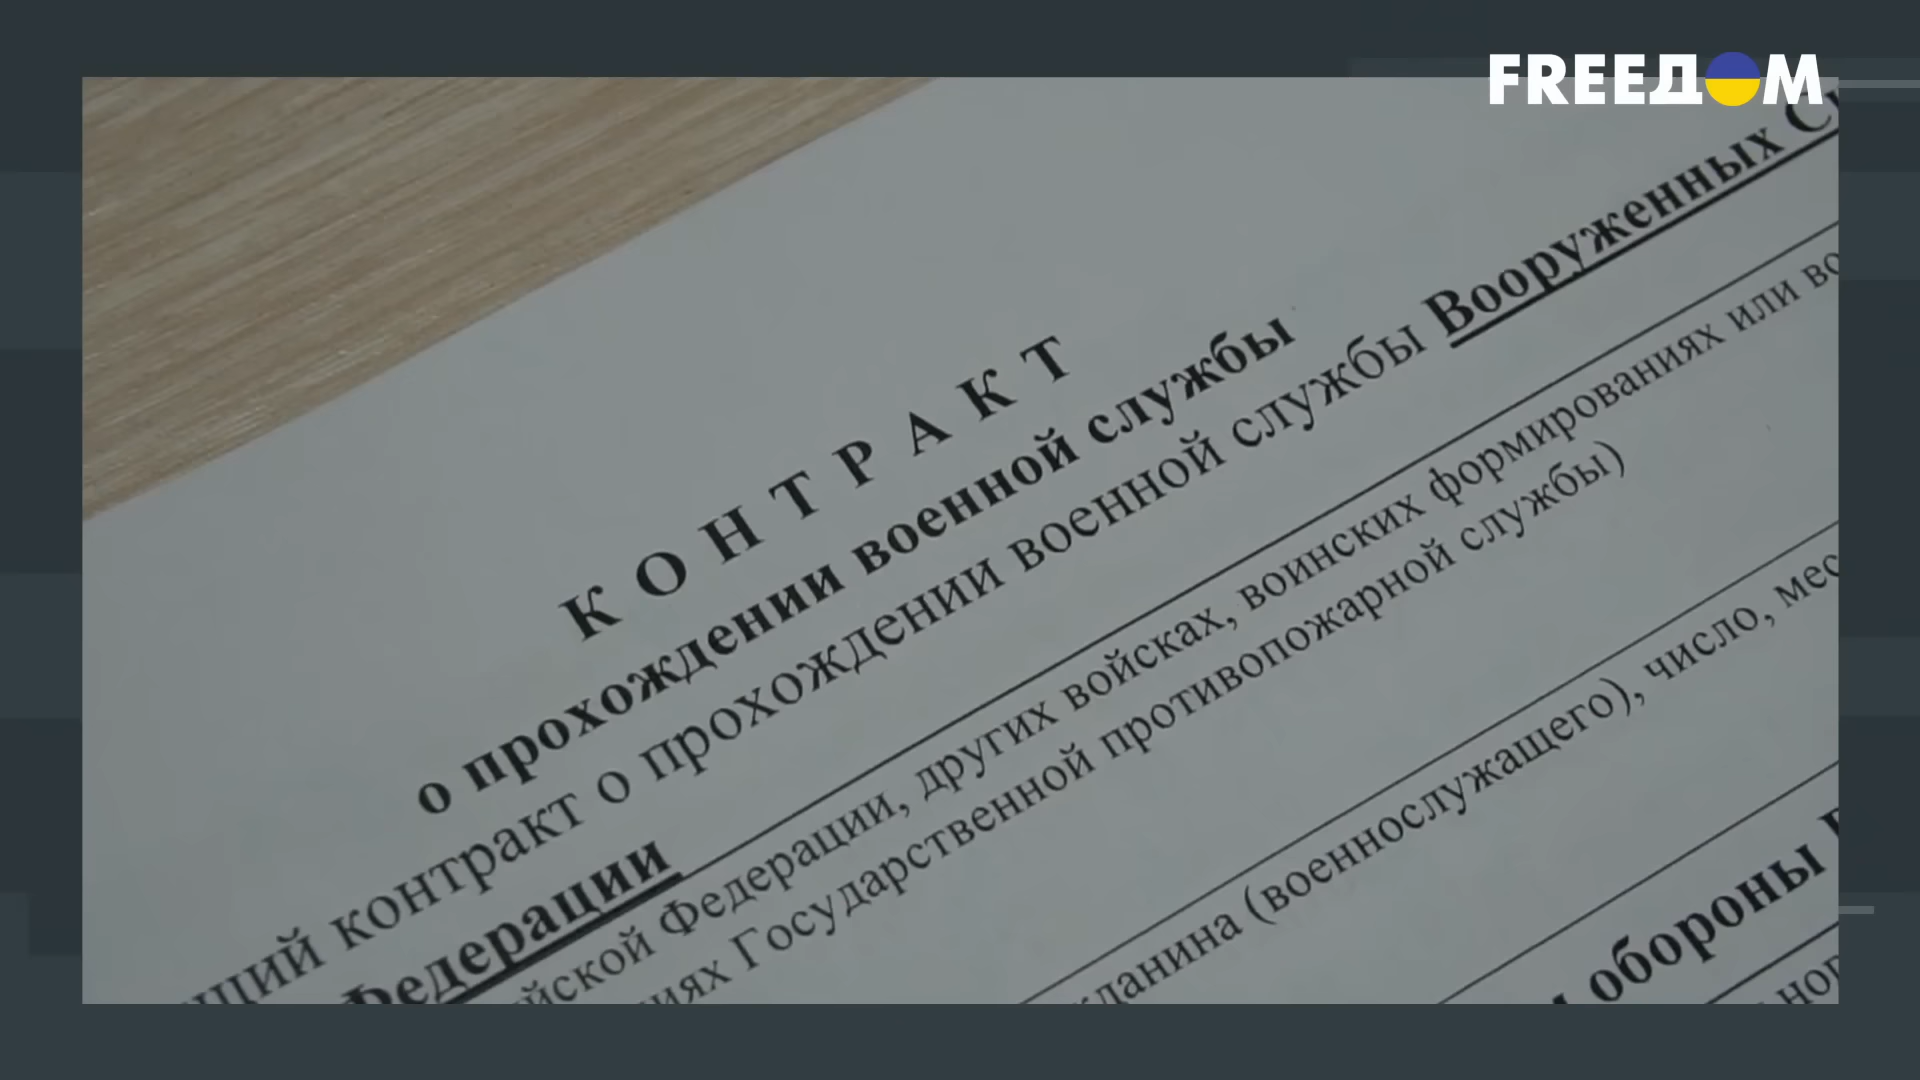 FREEДOM
КОНТРАКТ
о прохождении военной службы
контракт о прохождении военной службы Вооруженных
Федерации
Федерации, других войсках, воинских формированиях или
Государственной противопожарной службы)
(военнослужащего), число,
обороны